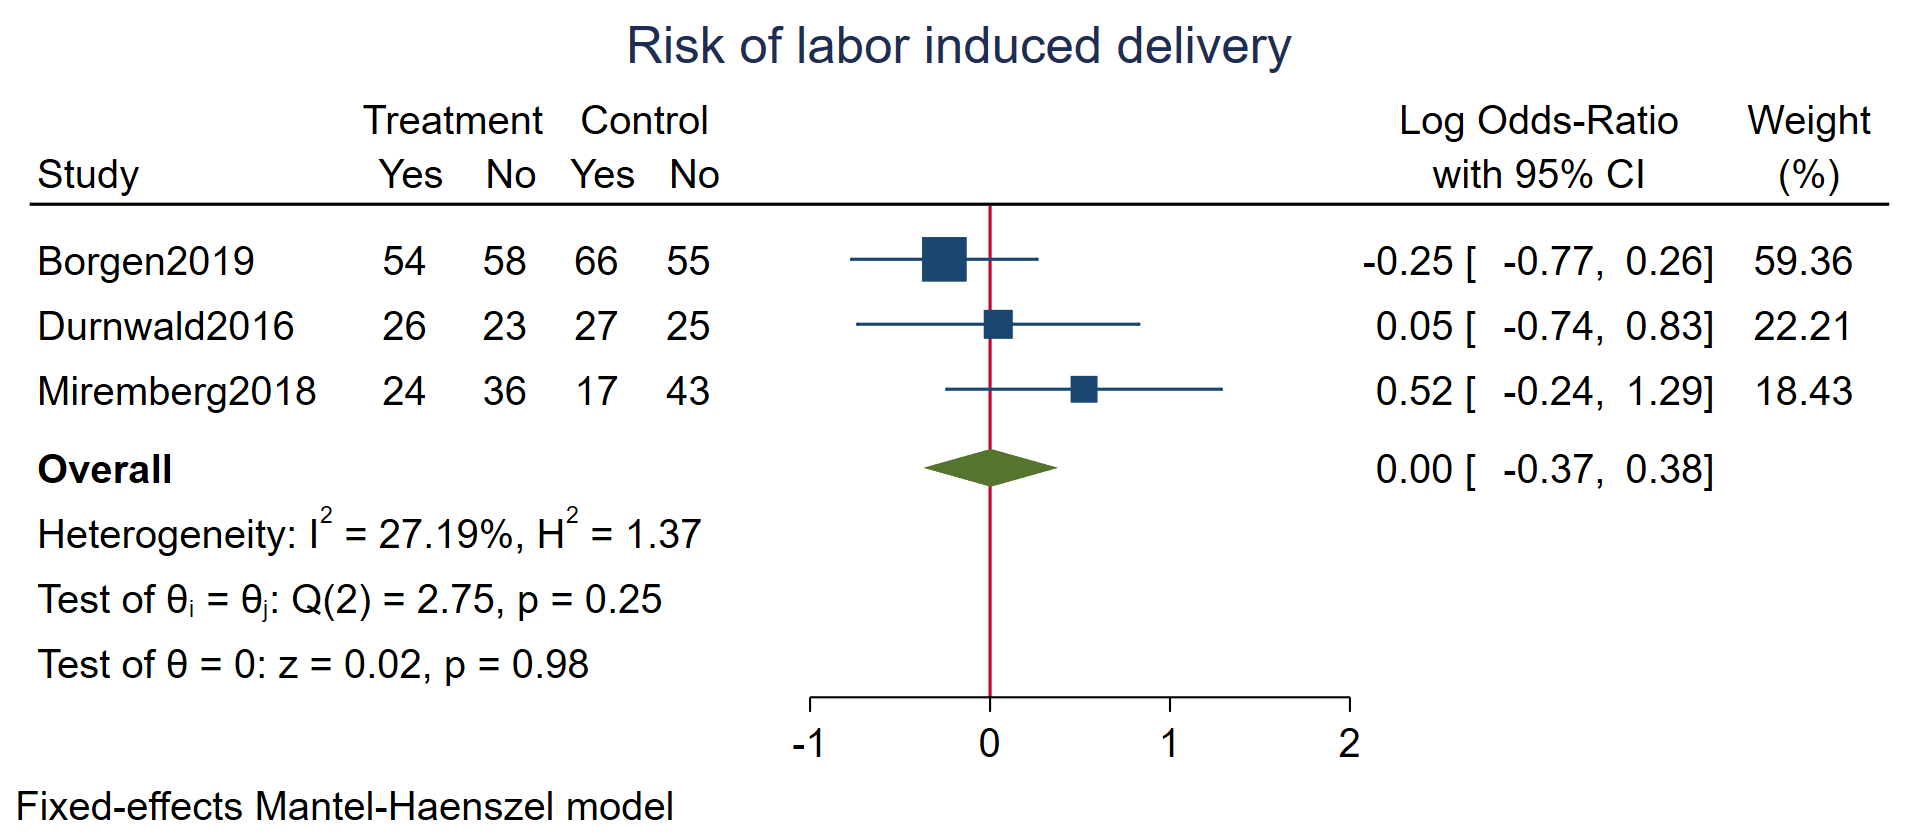 Risk of labor induced delivery
Treatment Control Log Odds-Ratio Weight
Study Yes No Yes No with 95% CI (%)
Borgen2019 54 58 66 55 -0.25 [ -0.77, 0.26] 59.36
Durnwald2016 26 23 27 25 0.05 [ -0.74, 0.83] 22.21
Miremberg2018 24 36 17 43 0.52 [ -0.24, 1.29] 18.43
Overall 0.00 [ -0.37, 0.38]
Heterogeneity: I² = 27.19%, H² = 1.37
Test of θᵢ = θⱼ: Q(2) = 2.75, p = 0.25
Test of θ = 0: z = 0.02, p = 0.98
-1 0 1 2
Fixed-effects Mantel-Haenszel model